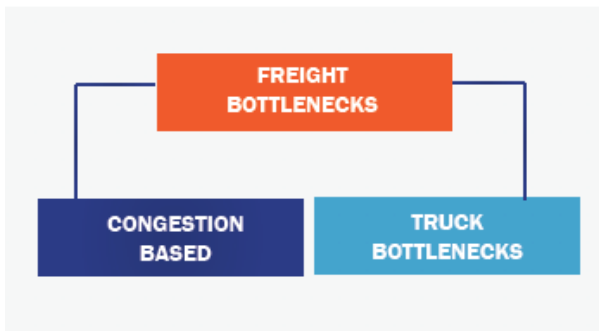 FREIGHT
BOTTLENECKS
CONGESTION
BASED
TRUCK
BOTTLENECKS